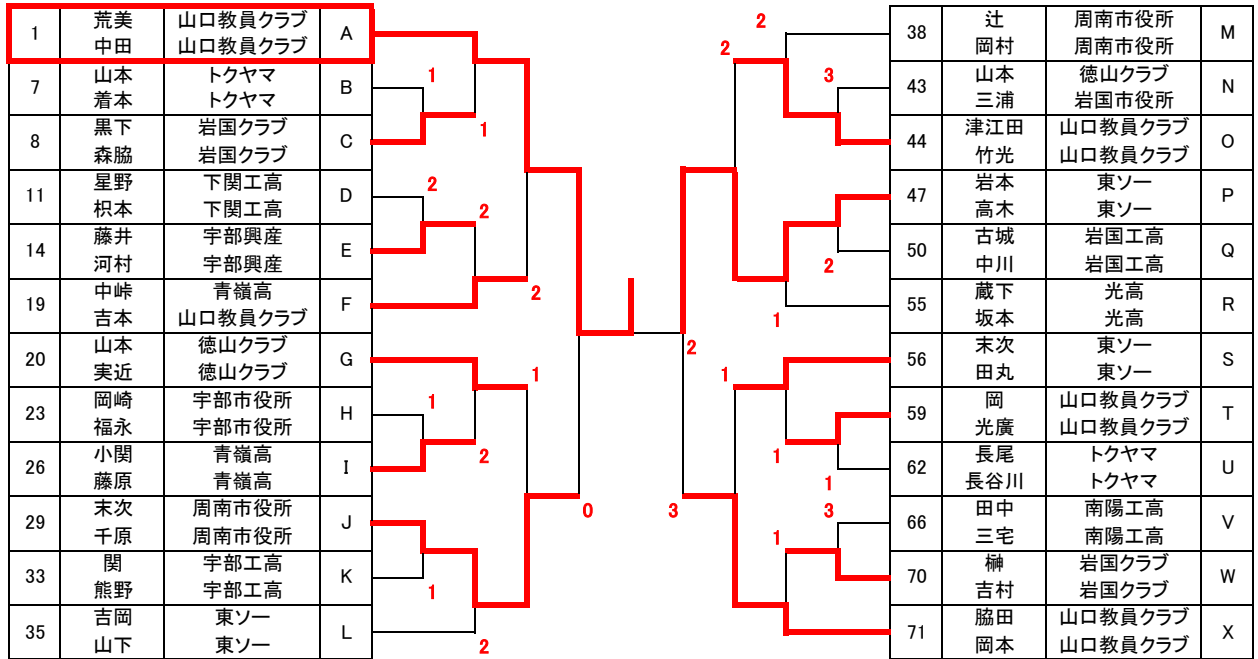 1 荒美 山口教員クラブ A
中田 山口教員クラブ
7 山本 トクヤマ B
着本 トクヤマ
8 黒下 岩国クラブ C
森脇 岩国クラブ
11 星野 下関工高 D
枳本 下関工高
14 藤井 宇部興産 E
河村 宇部興産
19 中峠 青嶺高 F
吉本 山口教員クラブ
20 山本 徳山クラブ G
実近 徳山クラブ
23 岡崎 宇部市役所 H
福永 宇部市役所
26 小関 青嶺高 I
藤原 青嶺高
29 末次 周南市役所 J
千原 周南市役所
33 関 宇部工高 K
熊野 宇部工高
35 吉岡 東ソー L
山下 東ソー
1
1
2
2
2
1
1
2
0
1
2
2
2
2
3
2
1
1
1
1
3
3
1
38 辻 周南市役所 M
岡村 周南市役所
43 山本 徳山クラブ N
三浦 岩国市役所
44 津江田 山口教員クラブ O
竹光 山口教員クラブ
47 岩本 東ソー P
高木 東ソー
50 古城 岩国工高 Q
中川 岩国工高
55 蔵下 光高 R
坂本 光高
56 末次 東ソー S
田丸 東ソー
59 岡 山口教員クラブ T
光廣 山口教員クラブ
62 長尾 トクヤマ U
長谷川 トクヤマ
66 田中 南陽工高 V
三宅 南陽工高
70 榊 岩国クラブ W
吉村 岩国クラブ
71 脇田 山口教員クラブ X
岡本 山口教員クラブ